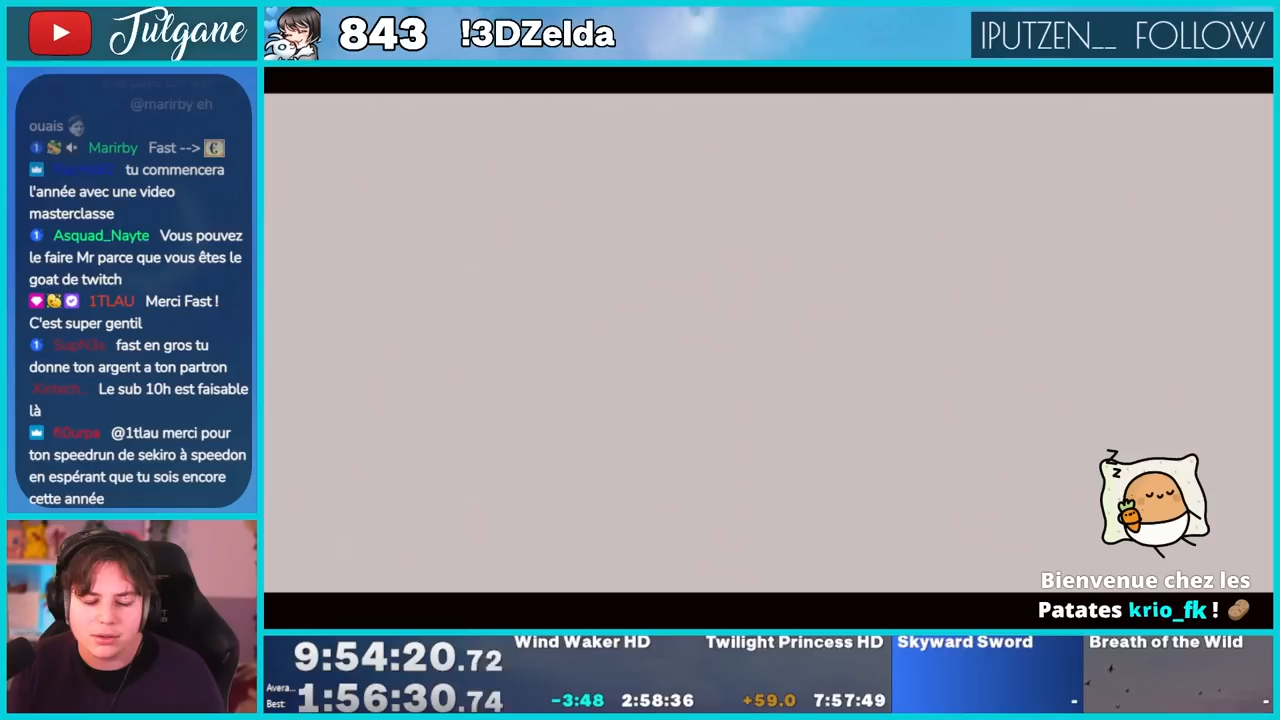 Julgane
843
!3DZelda
IPUTZEN__ FOLLOW
@marirby eh
ouais
Marirby Fast -->
tu commencera
l'année avec une video
masterclasse
Asquad_Nayte Vous pouvez
le faire Mr parce que vous êtes le
goat de twitch
1TLAU Merci Fast !
C'est super gentil
fast en gros tu
donne ton argent a ton partron
Xintech_ Le sub 10h est faisable
là
@1tlau merci pour
ton speedrun de sekiro à speedon
en espérant que tu sois encore
cette année
Z
Z
Bienvenue chez les
Patates krio_fk !
9:54:20.72
Avera...
Best:
1:56:30.74
Wind Waker HD
-3:48 2:58:36
Twilight Princess HD
+59.0 7:57:49
Skyward Sword
-
Breath of the Wild
-